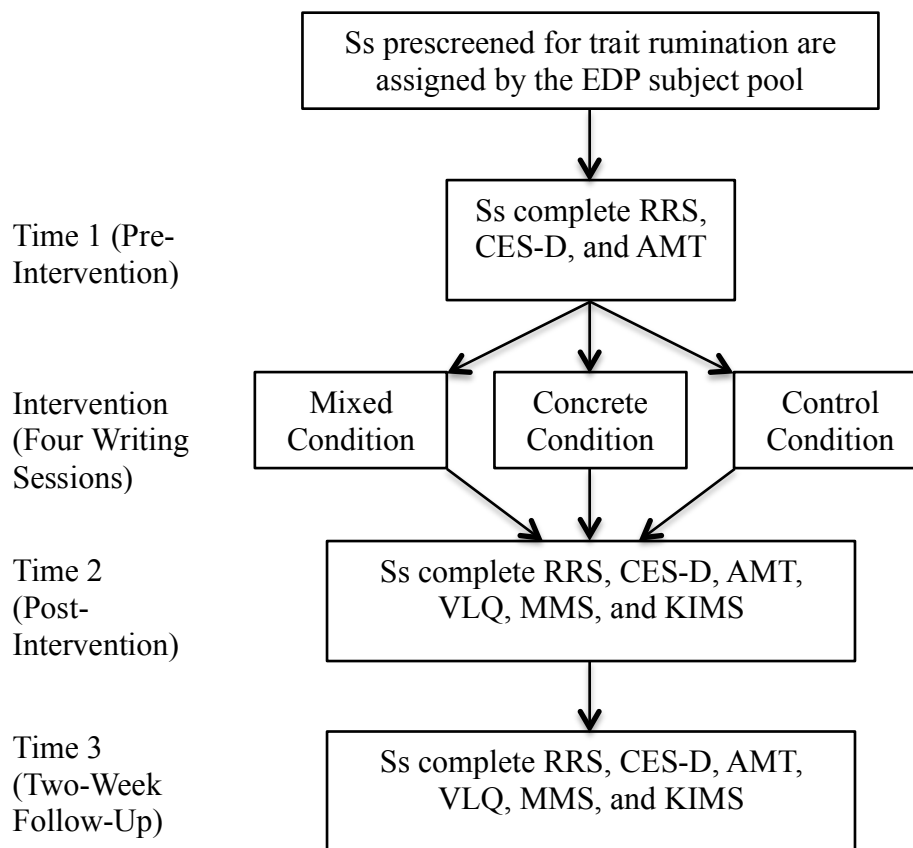 Ss prescreened for trait rumination are
assigned by the EDP subject pool
Time 1 (Pre-
Intervention)
Ss complete RRS,
CES-D, and AMT
Intervention
(Four Writing
Sessions)
Mixed
Condition
Concrete
Condition
Control
Condition
Time 2
(Post-
Intervention)
Ss complete RRS, CES-D, AMT,
VLQ, MMS, and KIMS
Time 3
(Two-Week
Follow-Up)
Ss complete RRS, CES-D, AMT,
VLQ, MMS, and KIMS